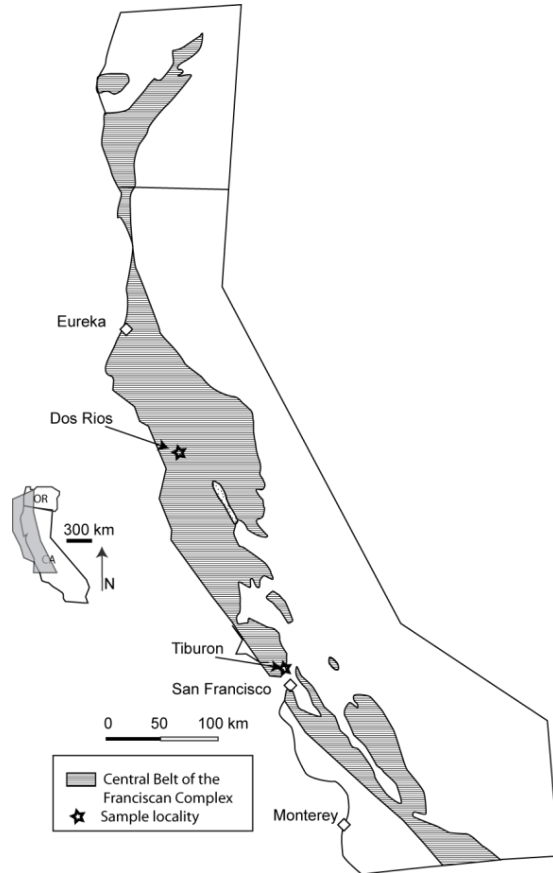 Eureka
Dos Rios
OR
300 km
CA
N
Tiburon
San Francisco
0 50 100 km
Central Belt of the
Franciscan Complex
Sample locality
Monterey